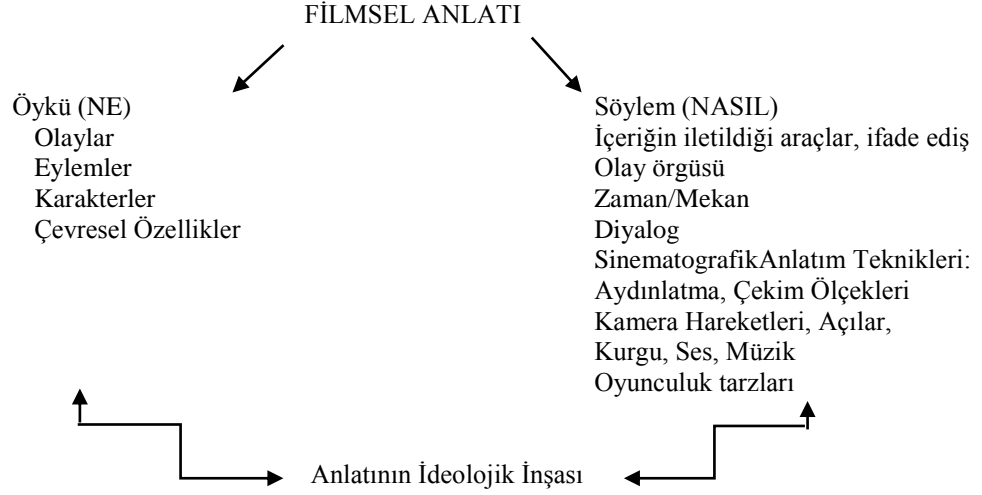 FİLMSEL ANLATI
Öykü (NE)
Olaylar
Eylemler
Karakterler
Çevresel Özellikler
Söylem (NASIL)
İçeriğin iletildiği araçlar, ifade ediş
Olay örgüsü
Zaman/Mekan
Diyalog
SinematografikAnlatım Teknikleri:
Aydınlatma, Çekim Ölçekleri
Kamera Hareketleri, Açılar,
Kurgu, Ses, Müzik
Oyunculuk tarzları
Anlatının İdeolojik İnşası